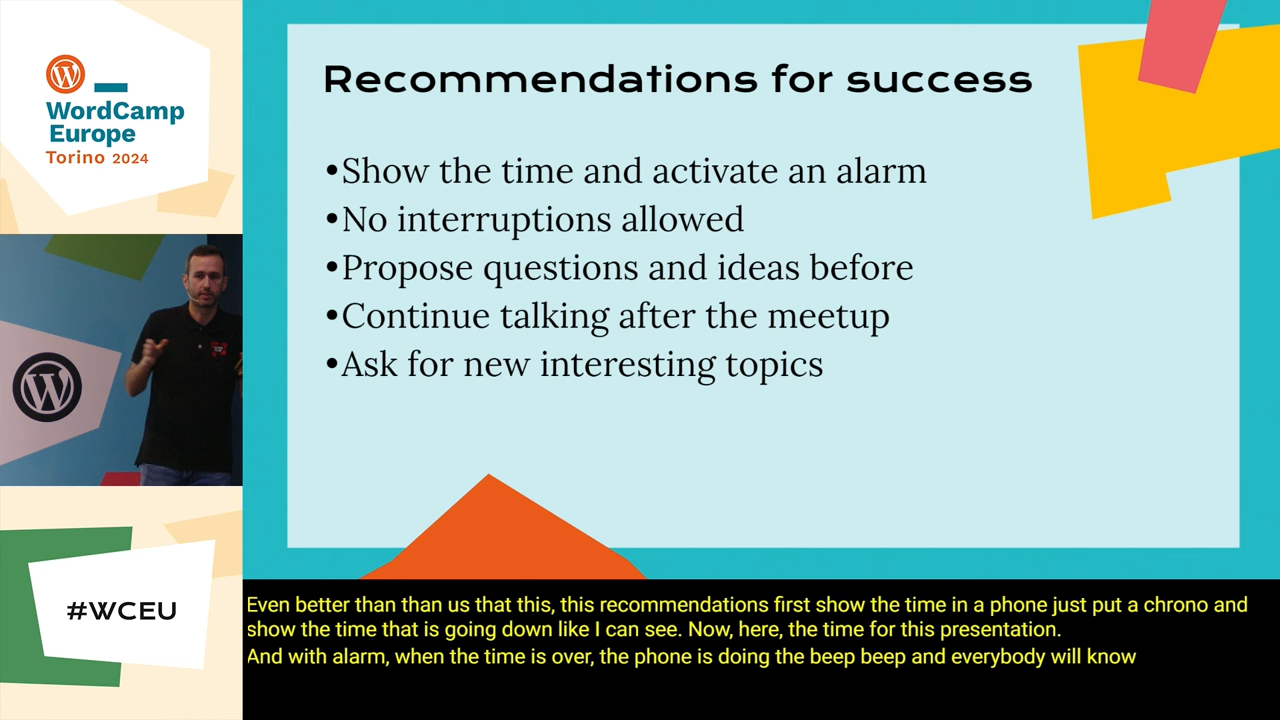 WordCamp
Europe
Torino 2024
Recommendations for success
•Show the time and activate an alarm
•No interruptions allowed
•Propose questions and ideas before
•Continue talking after the meetup
•Ask for new interesting topics
#WCEU
Even better than than us that this, this recommendations first show the time in a phone just put a chrono and
show the time that is going down like I can see. Now, here, the time for this presentation.
And with alarm, when the time is over, the phone is doing the beep beep and everybody will know